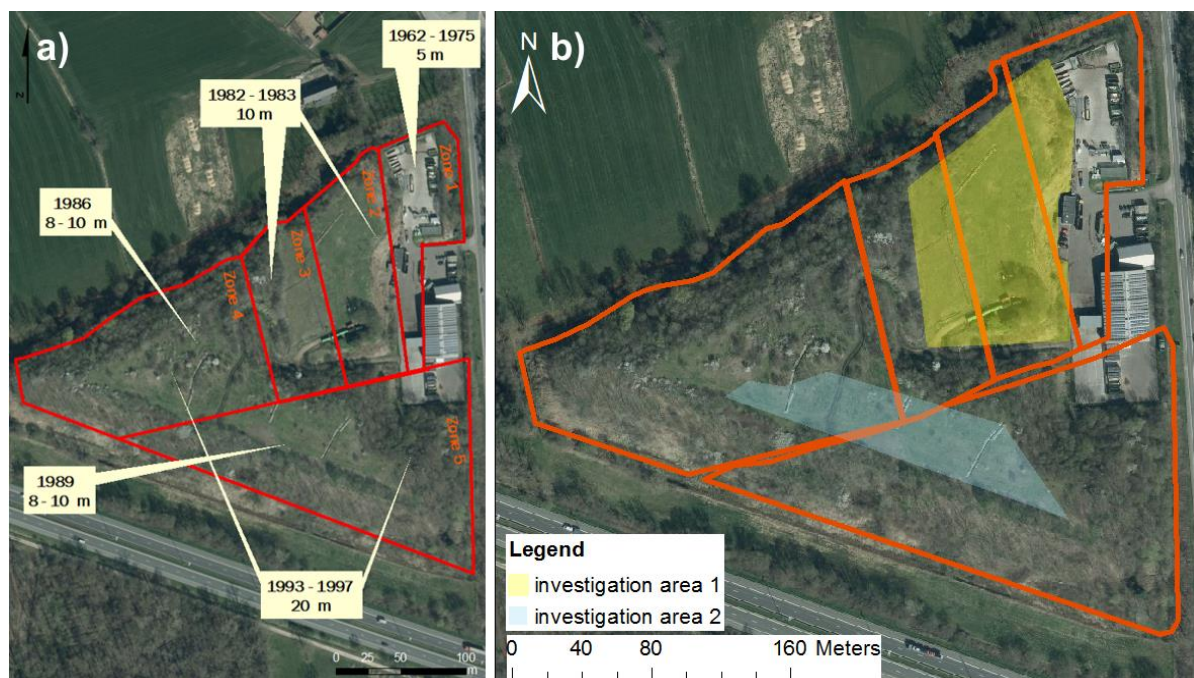 a)
N
1962 - 1975
5 m
1982 - 1983
10 m
1986
8 - 10 m
1989
8 - 10 m
1993 - 1997
20 m
Zone 1
Zone 2
Zone 3
Zone 4
Zone 5
0 25 50 100
m
b)
N
Legend
investigation area 1
investigation area 2
0 40 80 160 Meters